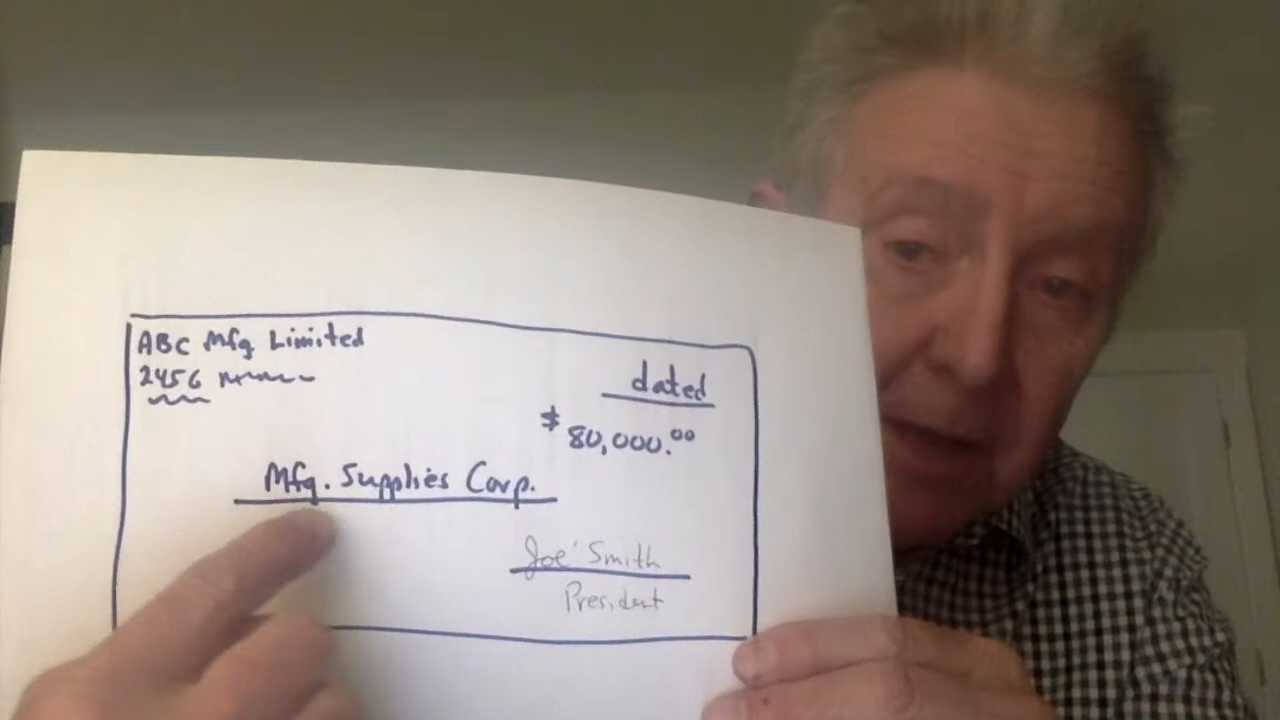 ABC Mfg Limited
2456
dated
$80,000.00
Mfg. Supplies Corp.
Joe Smith
President